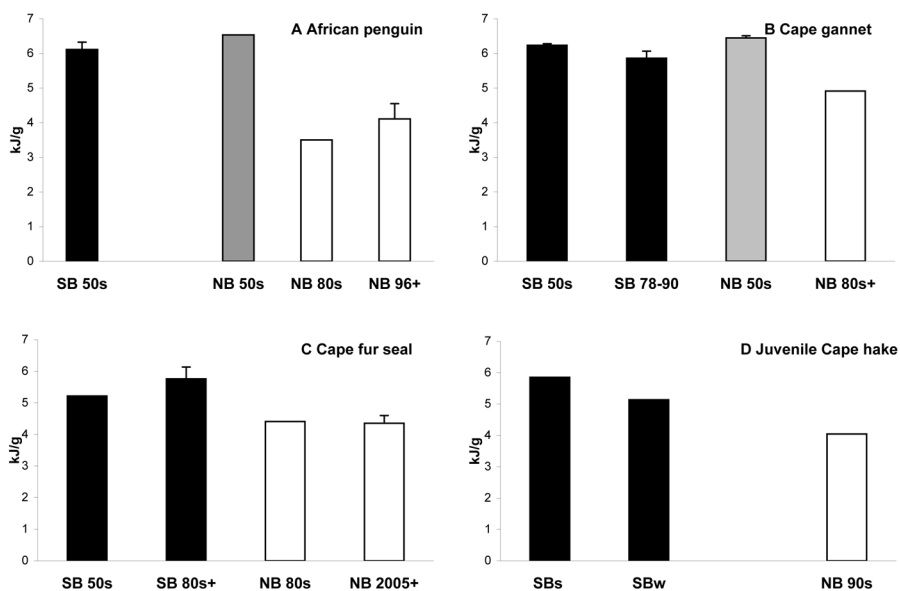 A African penguin
kJ/g
7
6
5
4
3
2
1
0
SB 50s NB 50s NB 80s NB 96+
B Cape gannet
kJ/g
7
6
5
4
3
2
1
0
SB 50s SB 78-90 NB 50s NB 80s+
C Cape fur seal
kJ/g
7
6
5
4
3
2
1
0
SB 50s SB 80s+ NB 80s NB 2005+
D Juvenile Cape hake
kJ/g
7
6
5
4
3
2
1
0
SBs SBw NB 90s